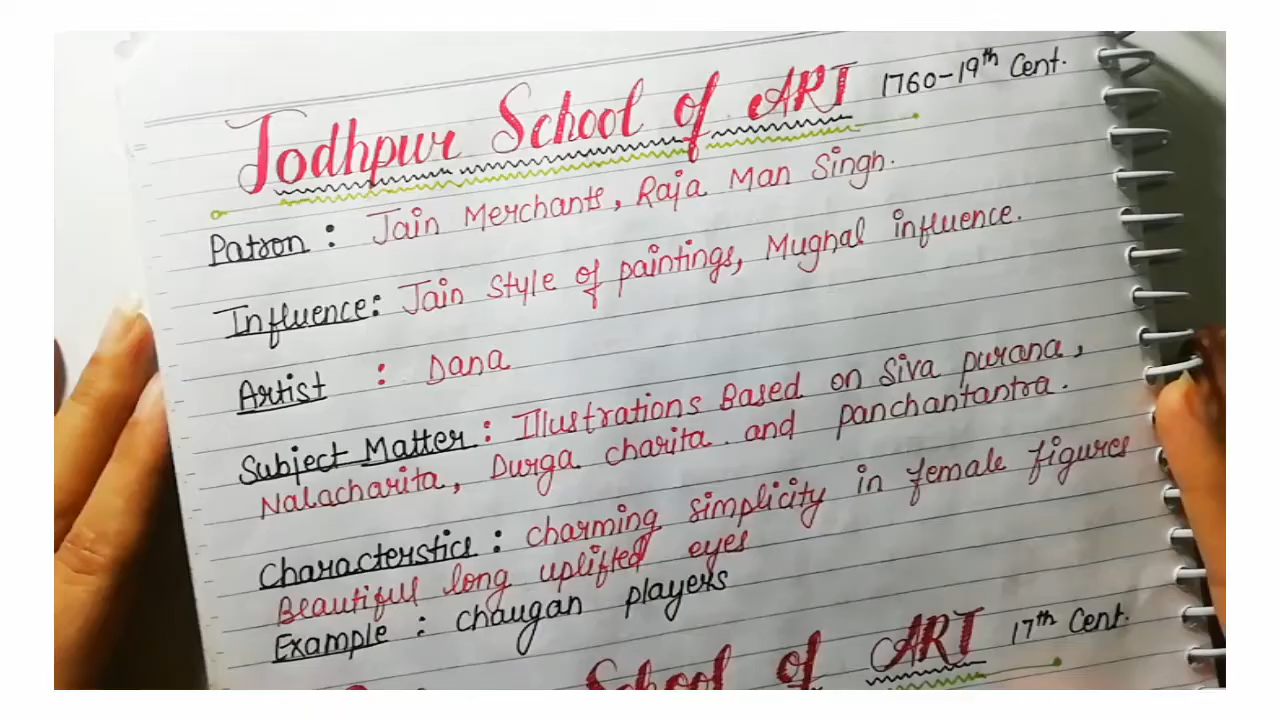 Jodhpur School of ART 1760-19th Cent.
Patron : Jain Merchants, Raja Man Singh.
Influence: Jain Style of paintings, Mughal influence.
Artist : Dana
Subject Matter : Illustrations Based on Siva purana,
Nalacharita, Durga charita and panchantantra.
Characterstics : charming simplicity in female figures
Beautifull long uplifted eyes
Example : Chaugan players
School of ART 17th Cent.